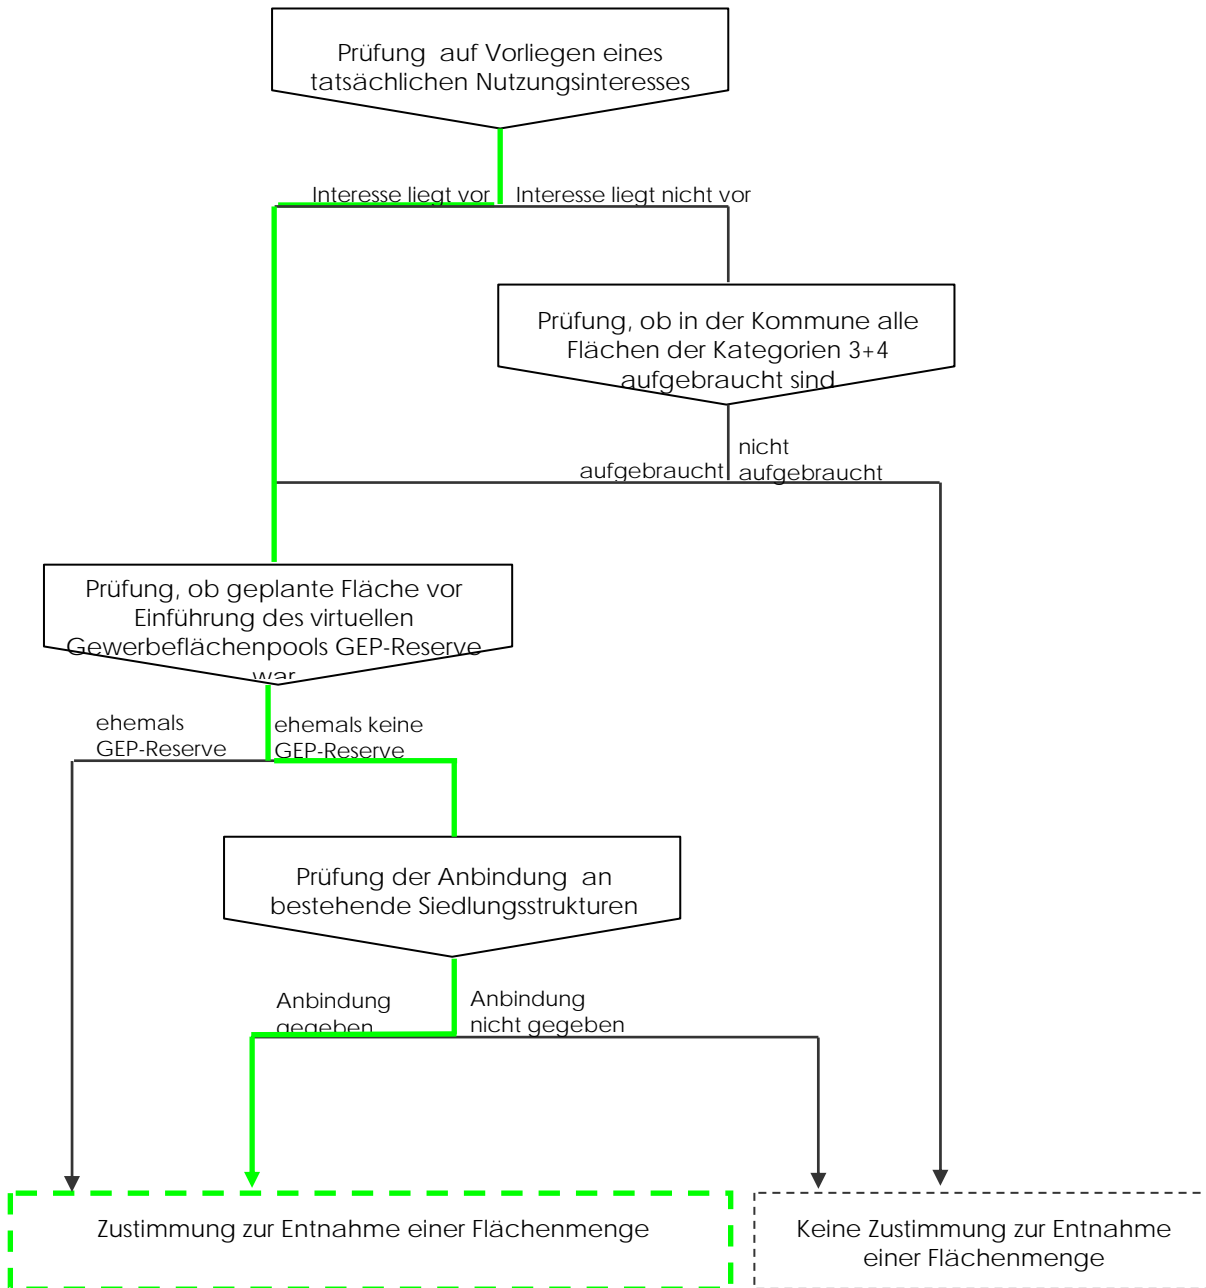 Prüfung auf Vorliegen eines
tatsächlichen Nutzungsinteresses
Interesse liegt vor
Interesse liegt nicht vor
Prüfung, ob in der Kommune alle
Flächen der Kategorien 3+4
aufgebraucht sind
aufgebraucht
nicht
aufgebraucht
Prüfung, ob geplante Fläche vor
Einführung des virtuellen
Gewerbeflächenpools GEP-Reserve
war
ehemals
GEP-Reserve
ehemals keine
GEP-Reserve
Prüfung der Anbindung an
bestehende Siedlungsstrukturen
Anbindung
gegeben
Anbindung
nicht gegeben
Zustimmung zur Entnahme einer Flächenmenge
Keine Zustimmung zur Entnahme
einer Flächenmenge